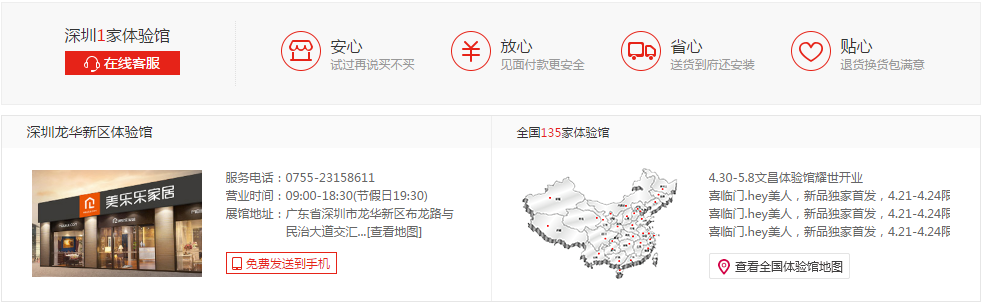 深圳1家体验馆
在线客服
安心
试过再说买不买
放心
见面付款更安全
省心
送货到府还安装
贴心
退货换货包满意
深圳龙华新区体验馆
美乐乐家居
服务电话：0755-23158611
营业时间：09:00-18:30(节假日19:30)
展馆地址：广东省深圳市龙华新区布龙路与
民治大道交汇...[查看地图]
免费发送到手机
全国135家体验馆
4.30-5.8文昌体验馆耀世开业
喜临门.hey美人，新品独家首发，4.21-4.24限
喜临门.hey美人，新品独家首发，4.21-4.24限
喜临门.hey美人，新品独家首发，4.21-4.24限
查看全国体验馆地图